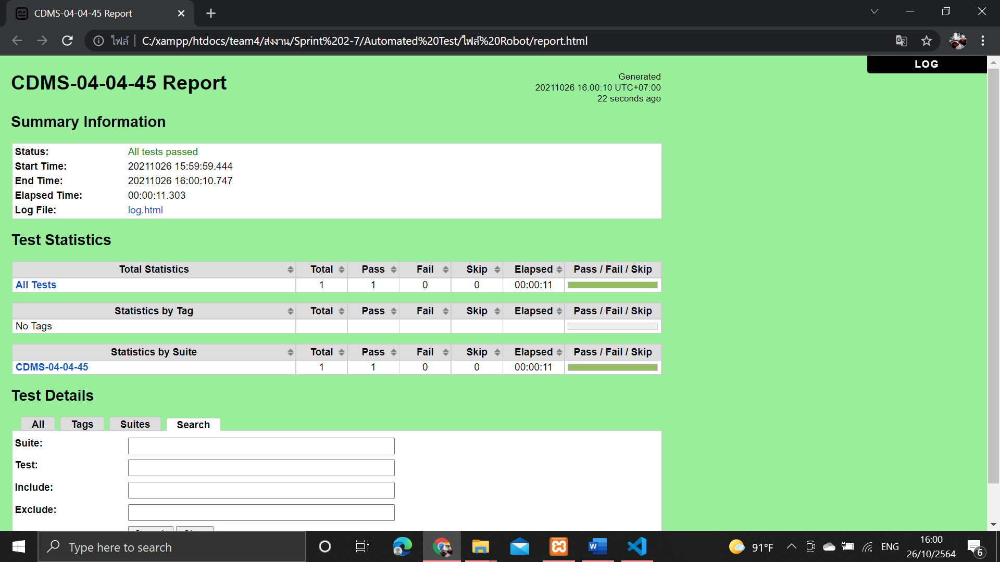 CDMS-04-04-45 Report
ไฟล์ C:/xampp/htdocs/team4/ส่งงาน/Sprint%202-7/Automated%20Test/ไฟล์%20Robot/report.html
LOG
CDMS-04-04-45 Report
Generated
20211026 16:00:10 UTC+07:00
22 seconds ago
Summary Information
Status: All tests passed
Start Time: 20211026 15:59:59.444
End Time: 20211026 16:00:10.747
Elapsed Time: 00:00:11.303
Log File: log.html
Test Statistics
Total Statistics Total Pass Fail Skip Elapsed Pass / Fail / Skip
All Tests 1 1 0 0 00:00:11
Statistics by Tag Total Pass Fail Skip Elapsed Pass / Fail / Skip
No Tags
Statistics by Suite Total Pass Fail Skip Elapsed Pass / Fail / Skip
CDMS-04-04-45 1 1 0 0 00:00:11
Test Details
All Tags Suites Search
Suite:
Test:
Include:
Exclude:
Type here to search
91°F
ENG
16:00
26/10/2564
6